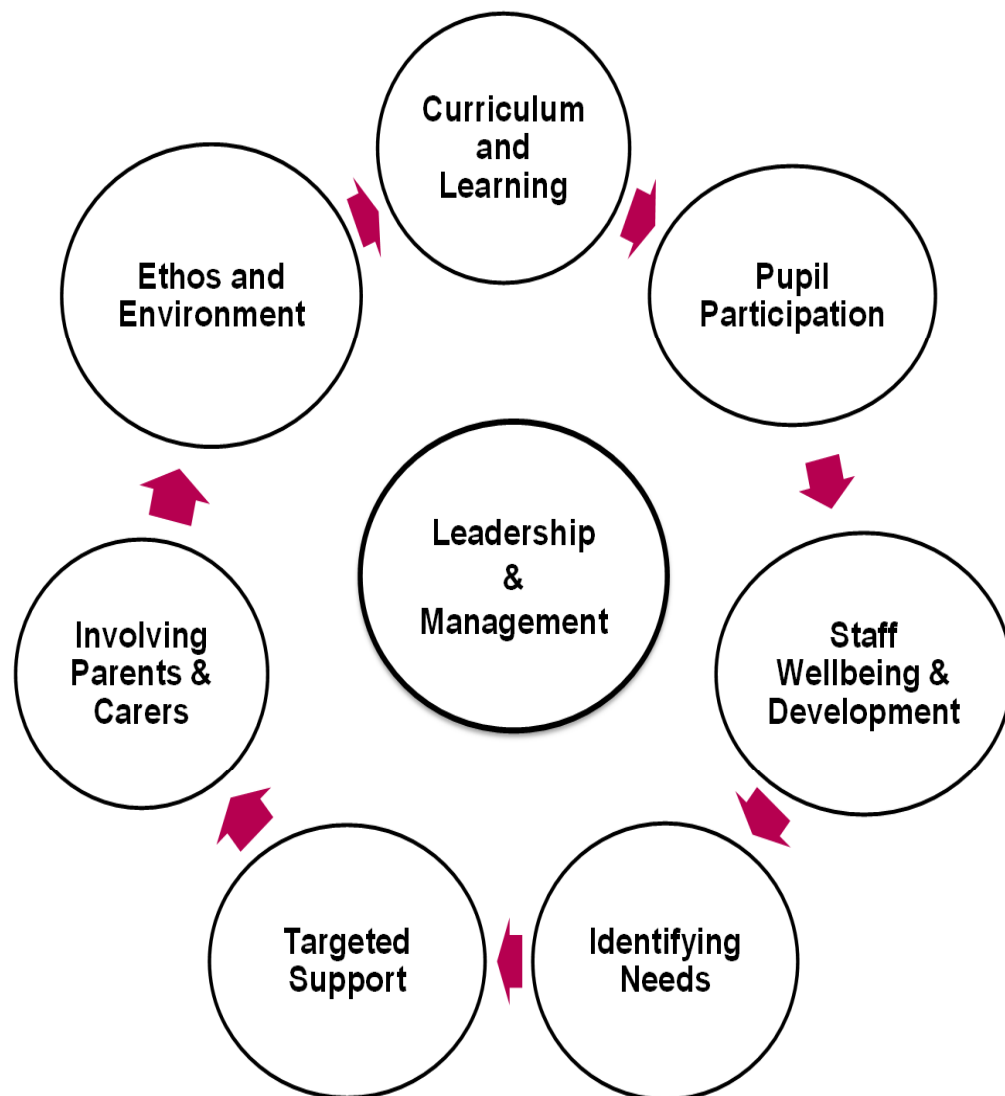 Curriculum
and
Learning
Pupil
Participation
Staff
Wellbeing &
Development
Identifying
Needs
Targeted
Support
Involving
Parents &
Carers
Ethos and
Environment
Leadership
&
Management